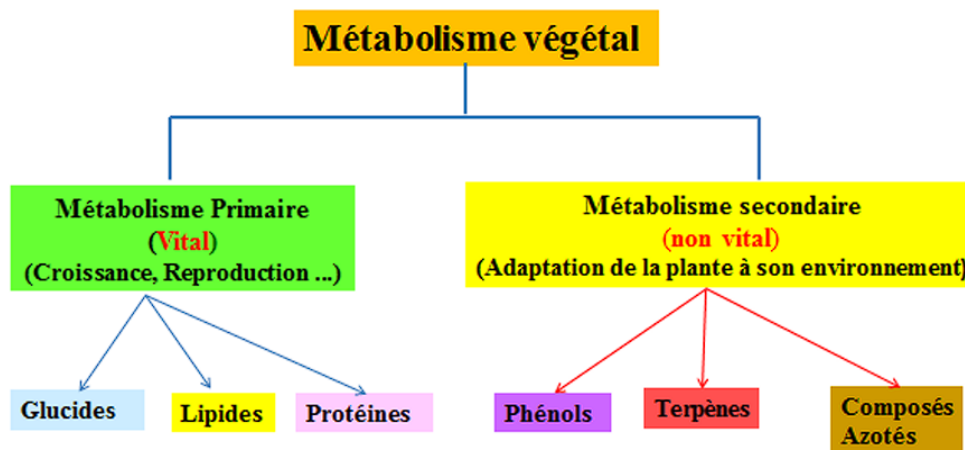 Métabolisme végétal
Métabolisme Primaire
(Vital)
(Croissance, Reproduction ...)
Métabolisme secondaire
(non vital)
(Adaptation de la plante à son environnement)
Glucides
Lipides
Protéines
Phénols
Terpènes
Composés
Azotés